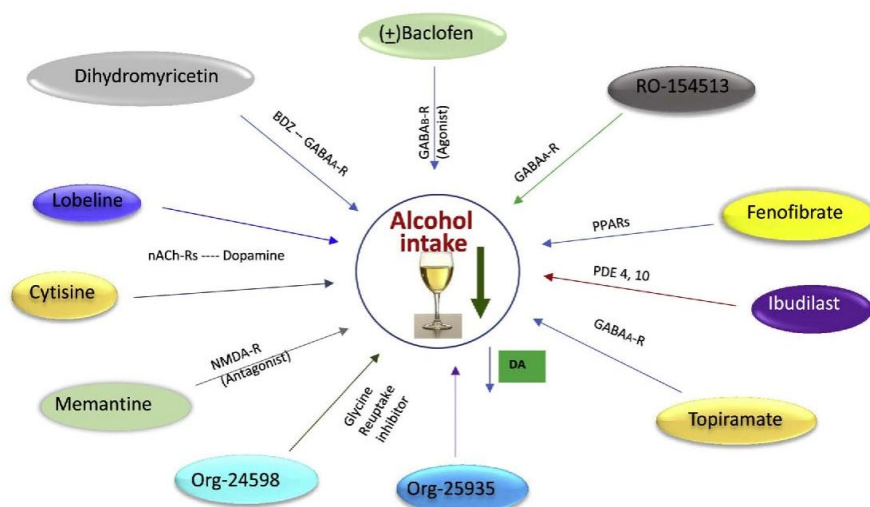 (±)Baclofen
Dihydromyricetin
RO-154513
BDZ -- GABAA-R
GABAB-R
(Agonist)
GABAA-R
Lobeline
Alcohol
intake
PPARs
Fenofibrate
nACh-Rs ---- Dopamine
Cytisine
PDE 4, 10
Ibudilast
NMDA-R
(Antagonist)
GABAA-R
Memantine
Glycine
Reuptake
inhibitor
DA
Topiramate
Org-24598
Org-25935